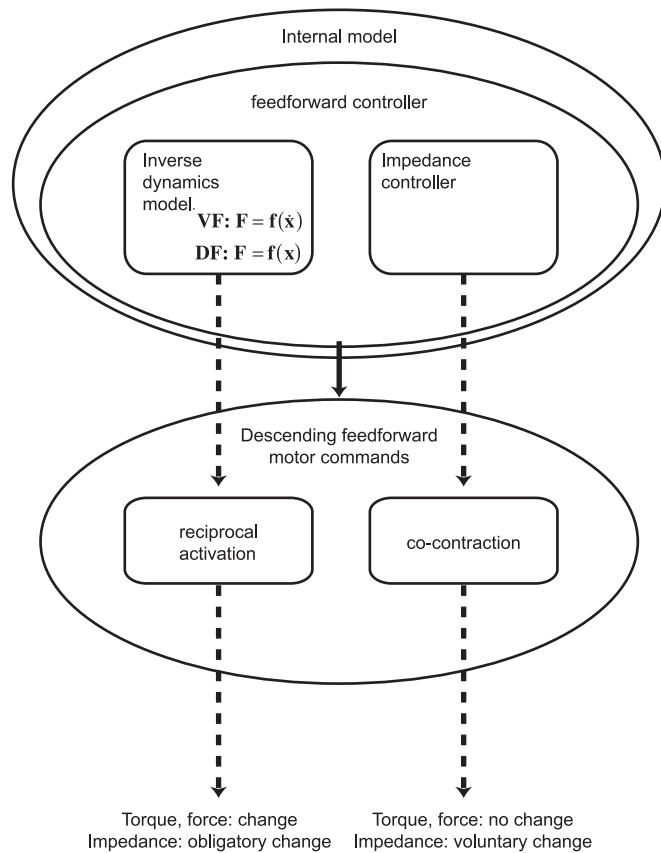 Internal model
feedforward controller
Inverse
dynamics
model.
VF: F = f(ẋ)
DF: F = f(x)
Impedance
controller
Descending feedforward
motor commands
reciprocal
activation
co-contraction
Torque, force: change
Impedance: obligatory change
Torque, force: no change
Impedance: voluntary change